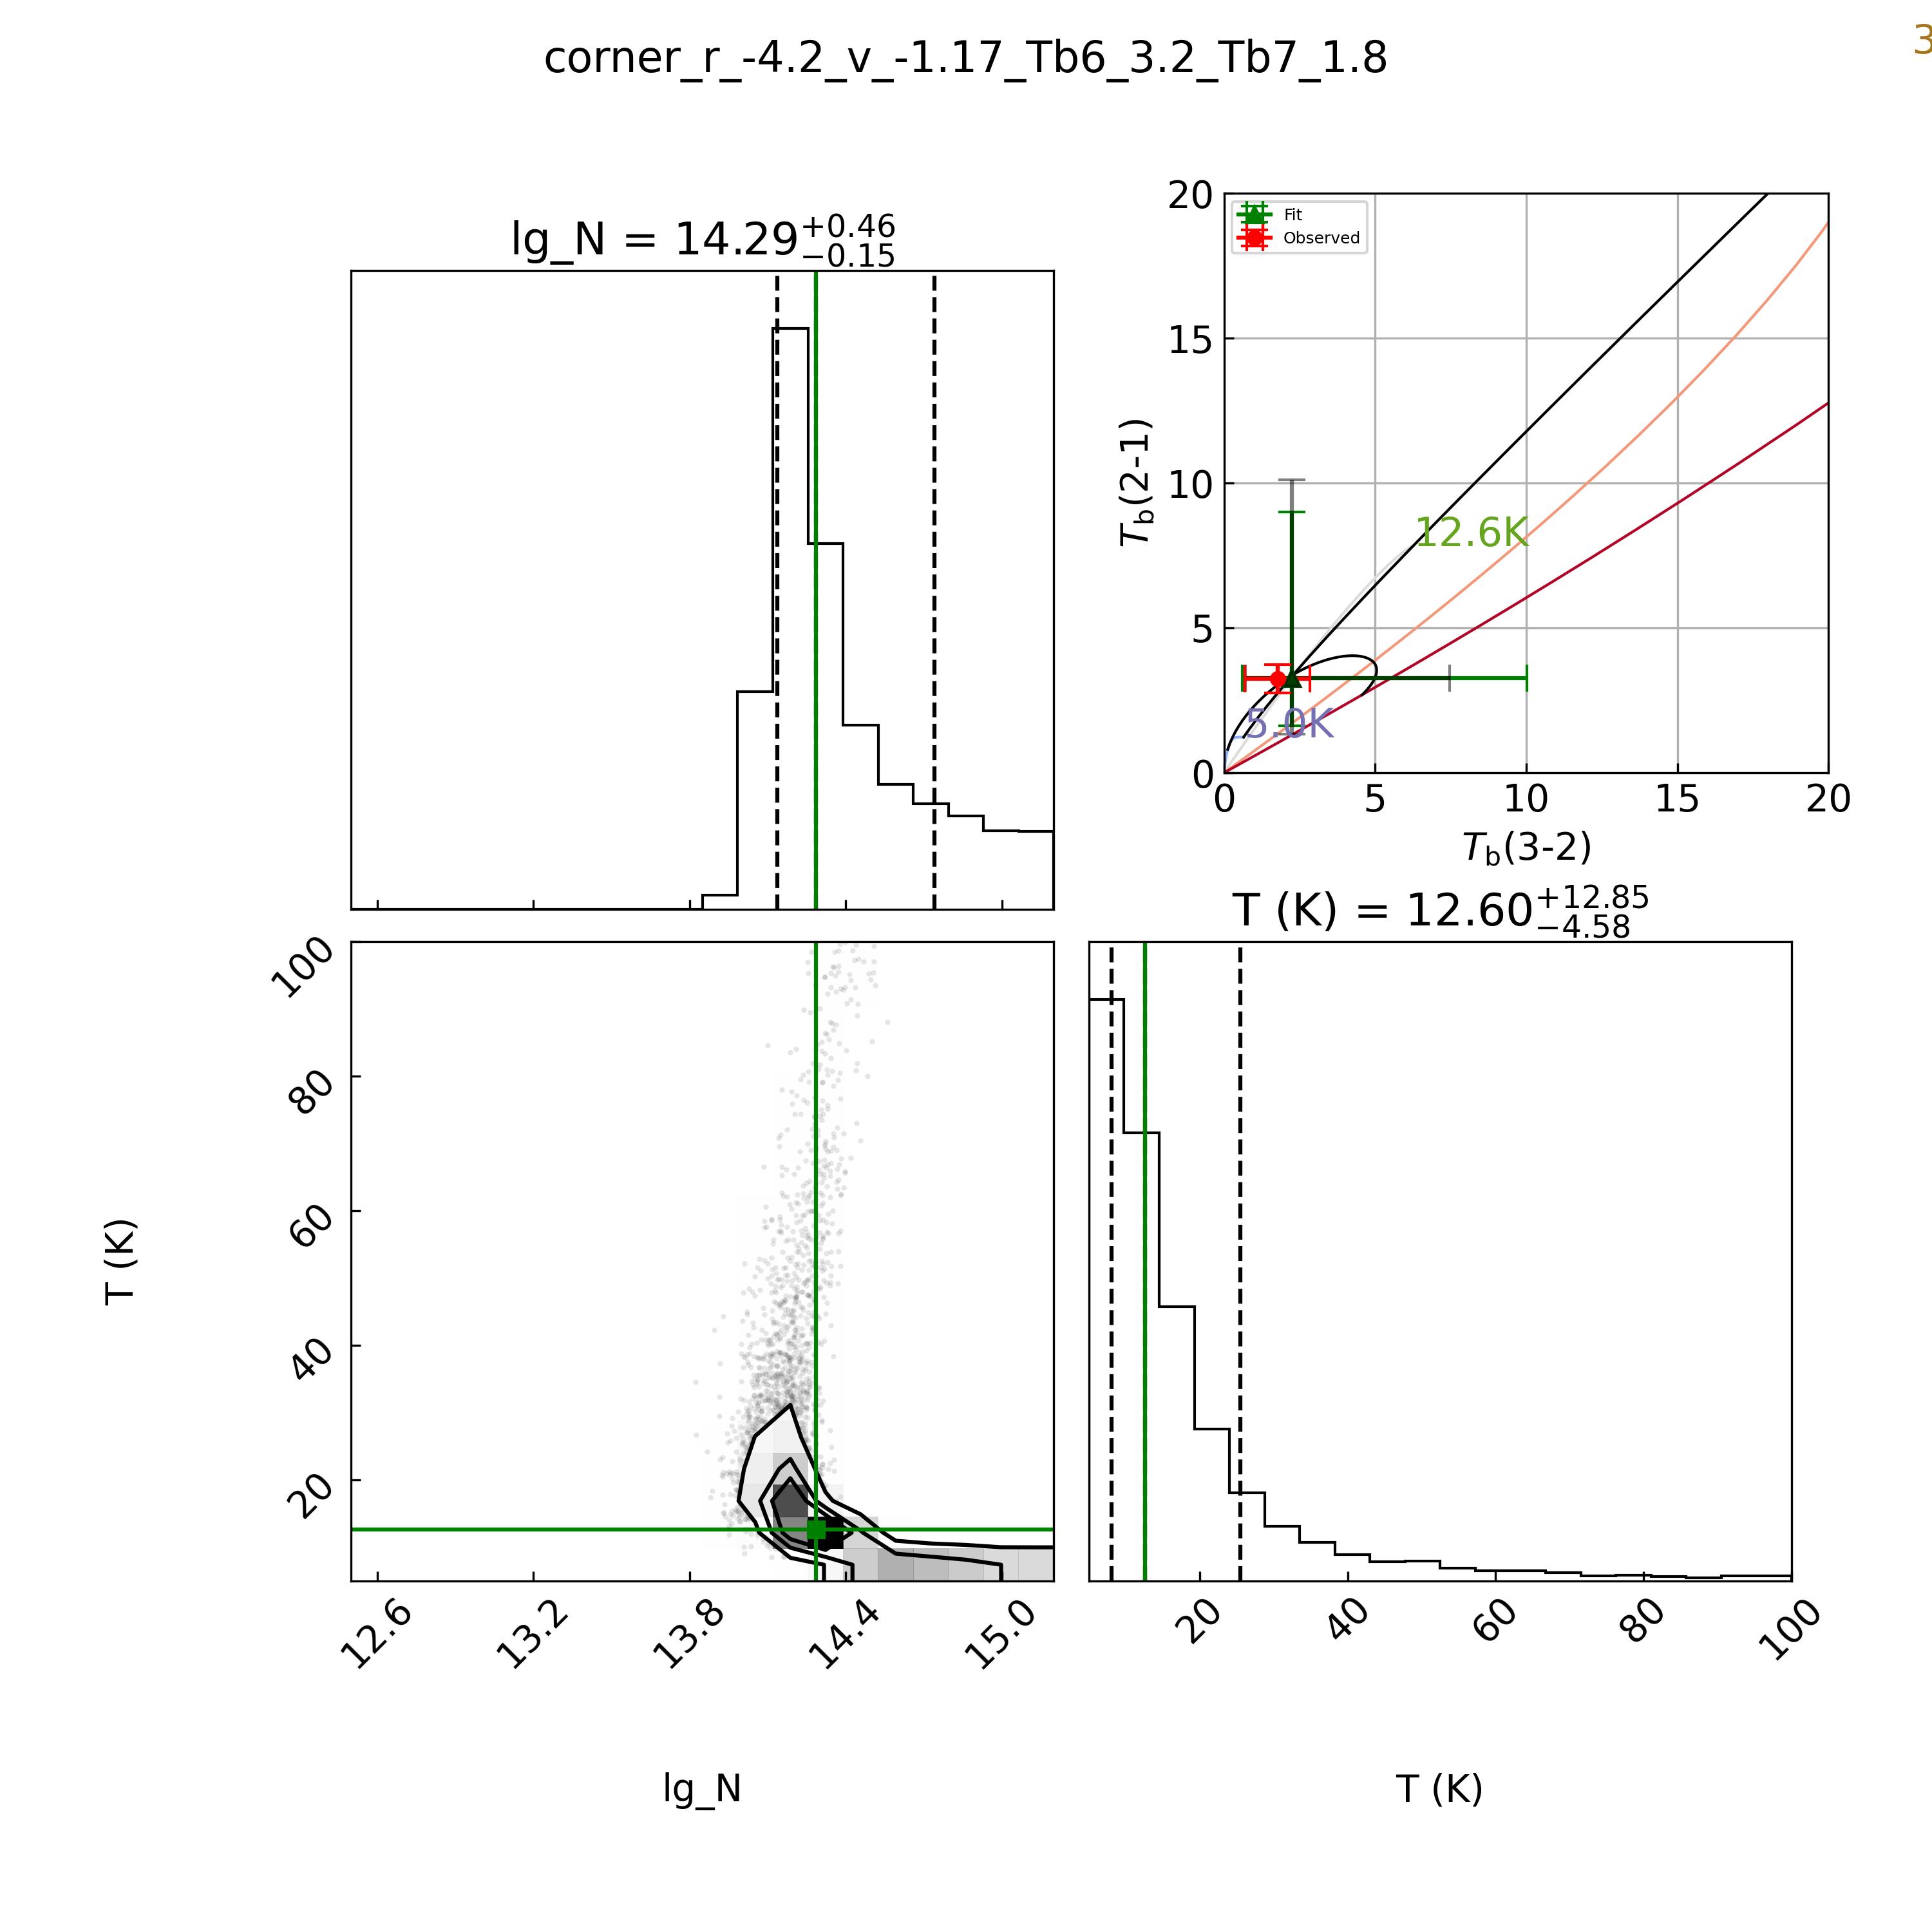 corner_r_-4.2_v_-1.17_Tb6_3.2_Tb7_1.8
3
lg_N = 14.29+0.46−0.15
20
15
10
5
0
Tb(2-1)
Fit
Observed
12.6K
5.0K
0 5 10 15 20
Tb(3-2)
T (K) = 12.60+12.85−4.58
100
80
60
40
20
T (K)
12.6 13.2 13.8 14.4 15.0
20 40 60 80 100
lg_N
T (K)